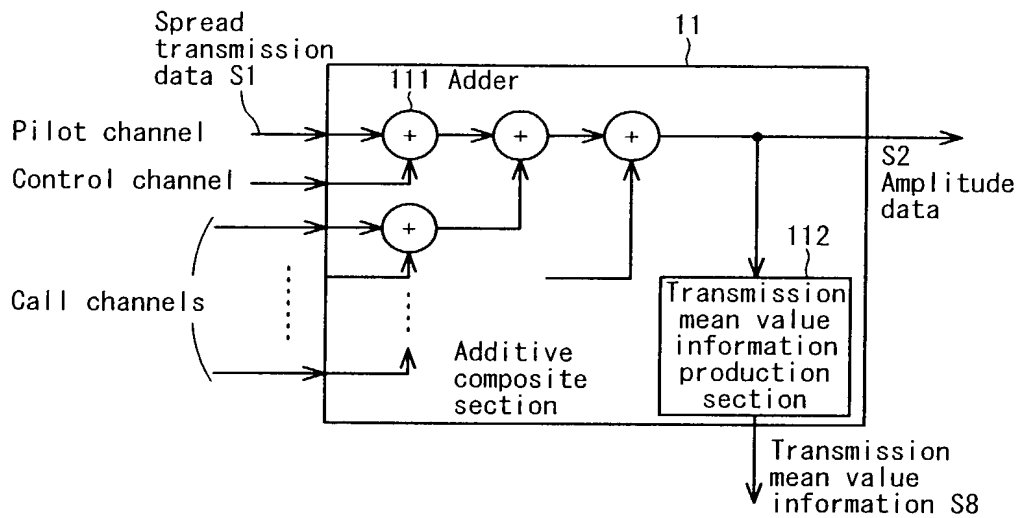 Spread
transmission
data S1
11
111 Adder
Pilot channel
+
+
+
S2
Amplitude
data
Control channel
+
112
Call channels
Transmission
mean value
information
production
section
Additive
composite
section
Transmission
mean value
information S8